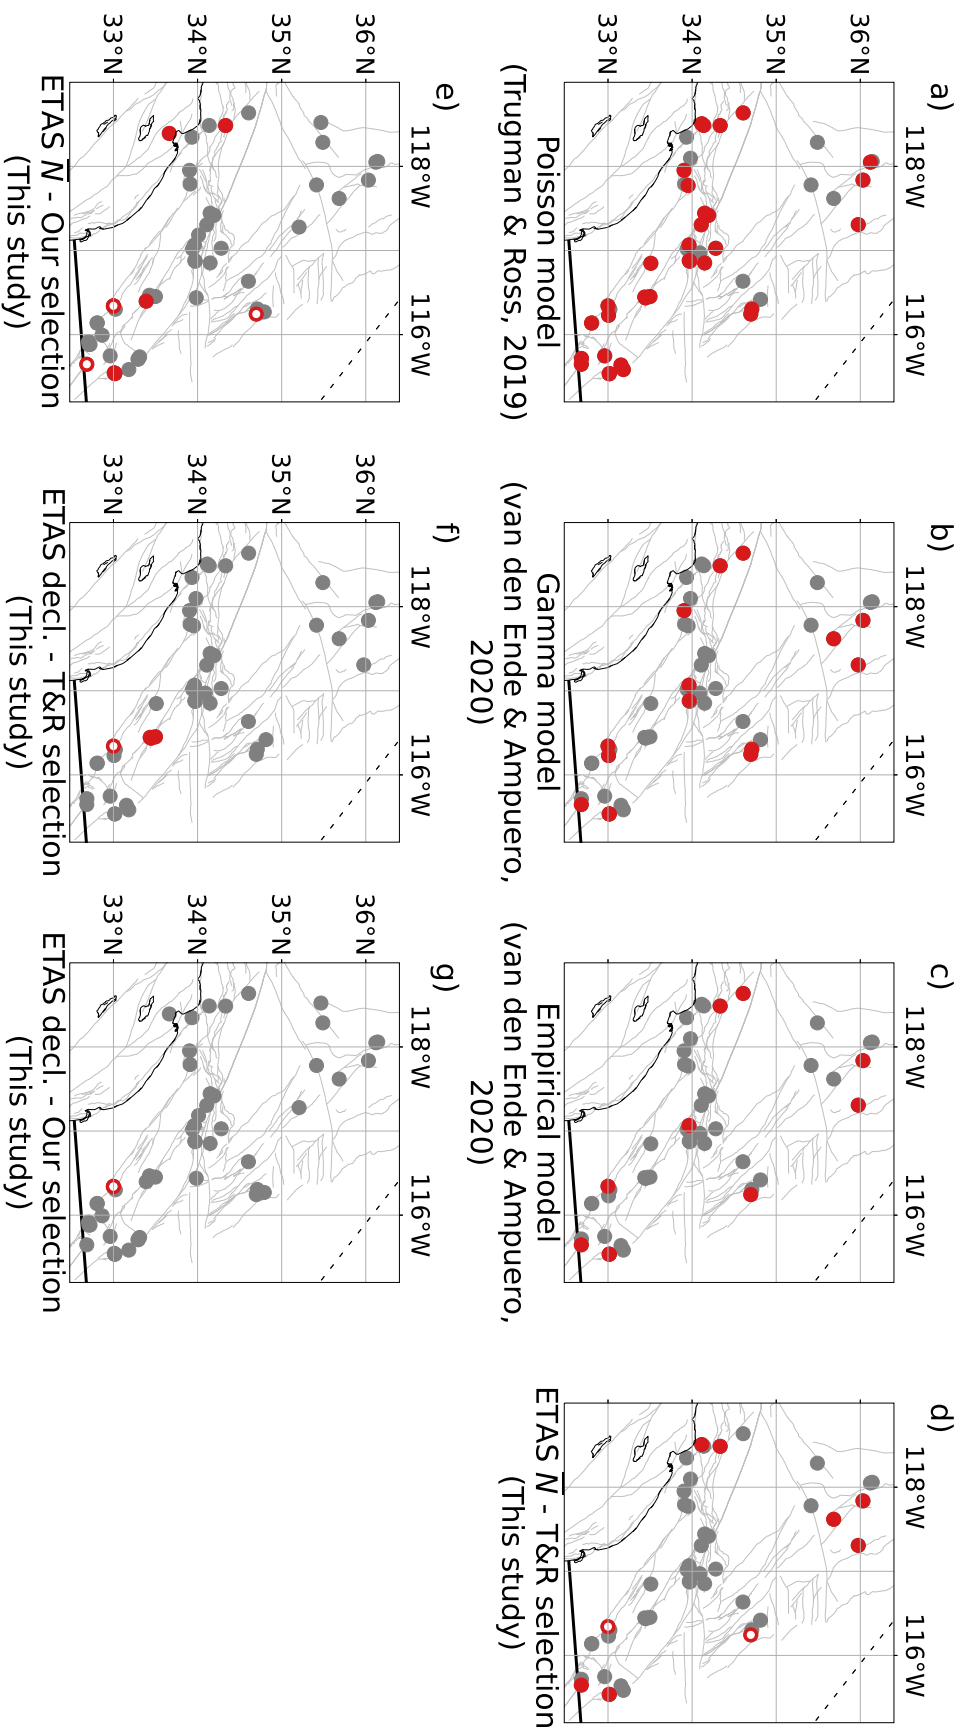 a)
118°W
116°W
36°N
35°N
34°N
33°N
Poisson model
(Trugman & Ross, 2019)
b)
118°W
116°W
Gamma model
(van den Ende & Ampuero,
2020)
c)
118°W
116°W
Empirical model
(van den Ende & Ampuero,
2020)
d)
118°W
116°W
ETAS N̅ - T&R selection
(This study)
e)
118°W
116°W
33°N
34°N
35°N
36°N
ETAS N̅ - Our selection
(This study)
f)
118°W
116°W
36°N
35°N
34°N
33°N
ETAS decl. - T&R selection
(This study)
g)
118°W
116°W
36°N
35°N
34°N
33°N
ETAS decl. - Our selection
(This study)